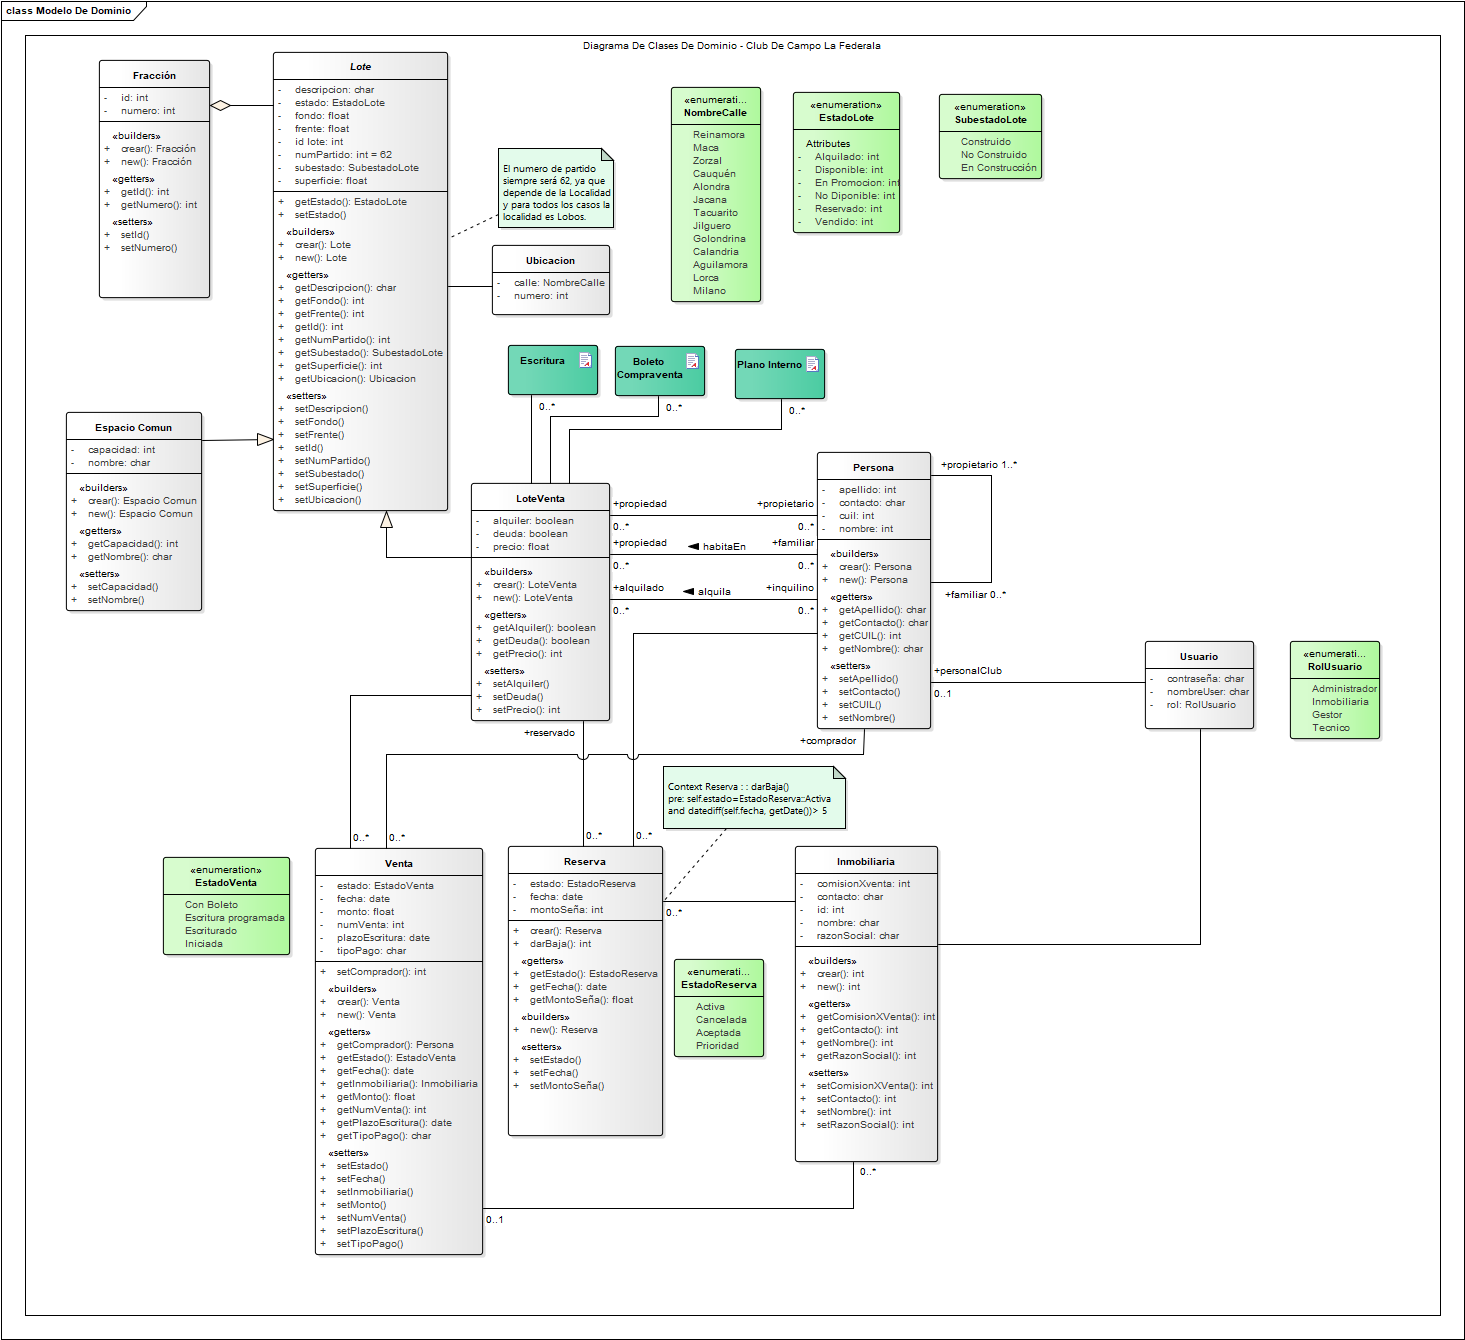 class Modelo De Dominio
Diagrama De Clases De Dominio - Club De Campo La Federala
Fracción
- id: int
- numero: int
«builders»
+ crear(): Fracción
+ new(): Fracción
«getters»
+ getId(): int
+ getNumero(): int
«setters»
+ setId()
+ setNumero()
Lote
- descripcion: char
- estado: EstadoLote
- fondo: float
- frente: float
- id lote: int
- numPartido: int = 62
- subestado: SubestadoLote
- superficie: float
+ getEstado(): EstadoLote
+ setEstado()
«builders»
+ crear(): Lote
+ new(): Lote
«getters»
+ getDescripcion(): char
+ getFondo(): int
+ getFrente(): int
+ getId(): int
+ getNumPartido(): int
+ getSubestado(): SubestadoLote
+ getSuperficie(): int
+ getUbicacion(): Ubicacion
«setters»
+ setDescripcion()
+ setFondo()
+ setFrente()
+ setId()
+ setNumPartido()
+ setSubestado()
+ setSuperficie()
+ setUbicacion()
El numero de partido
siempre será 62, ya que
depende de la Localidad
y para todos los casos la
localidad es Lobos.
Ubicacion
- calle: NombreCalle
- numero: int
«enumerati...
NombreCalle
Reinamora
Maca
Zorzal
Cauquén
Alondra
Jacana
Tacuarito
Jilguero
Golondrina
Calandria
Aguilamora
Lorca
Milano
«enumeration»
EstadoLote
Attributes
- Alquilado: int
- Disponible: int
- En Promocion: int
- No Diponible: int
- Reservado: int
- Vendido: int
«enumeration»
SubestadoLote
Construido
No Construido
En Construcción
Escritura
Boleto
Compraventa
Plano Interno
0..*
0..*
0..*
Espacio Comun
- capacidad: int
- nombre: char
«builders»
+ crear(): Espacio Comun
+ new(): Espacio Comun
«getters»
+ getCapacidad(): int
+ getNombre(): char
«setters»
+ setCapacidad()
+ setNombre()
LoteVenta
- alquiler: boolean
- deuda: boolean
- precio: float
«builders»
+ crear(): LoteVenta
+ new(): LoteVenta
«getters»
+ getAlquiler(): boolean
+ getDeuda(): boolean
+ getPrecio(): int
«setters»
+ setAlquiler()
+ setDeuda()
+ setPrecio(): int
+propiedad
+propietario
0..*
0..*
+propiedad
habitaEn
+familiar
0..*
0..*
+alquilado
alquila
+inquilino
0..*
0..*
Persona
- apellido: int
- contacto: char
- cuil: int
- nombre: int
«builders»
+ crear(): Persona
+ new(): Persona
«getters»
+ getApellido(): char
+ getContacto(): char
+ getCUIL(): int
+ getNombre(): char
«setters»
+ setApellido()
+ setContacto()
+ setCUIL()
+ setNombre()
+propietario 1..*
+familiar 0..*
+personalClub
0..1
Usuario
- contraseña: char
- nombreUser: char
- rol: RolUsuario
«enumerati...
RolUsuario
Administrador
Inmobiliaria
Gestor
Tecnico
+reservado
+comprador
Context Reserva : : darBaja()
pre: self.estado=EstadoReserva::Activa
and datediff(self.fecha, getDate())> 5
0..*
0..*
0..*
0..*
«enumeration»
EstadoVenta
Con Boleto
Escritura programada
Escriturado
Iniciada
Venta
- estado: EstadoVenta
- fecha: date
- monto: float
- numVenta: int
- plazoEscritura: date
- tipoPago: char
+ setComprador(): int
«builders»
+ crear(): Venta
+ new(): Venta
«getters»
+ getComprador(): Persona
+ getEstado(): EstadoVenta
+ getFecha(): date
+ getInmobiliaria(): Inmobiliaria
+ getMonto(): float
+ getNumVenta(): int
+ getPlazoEscritura(): date
+ getTipoPago(): char
«setters»
+ setEstado()
+ setFecha()
+ setInmobiliaria()
+ setMonto()
+ setNumVenta()
+ setPlazoEscritura()
+ setTipoPago()
Reserva
- estado: EstadoReserva
- fecha: date
- montoSeña: int
+ crear(): Reserva
+ darBaja(): int
«getters»
+ getEstado(): EstadoReserva
+ getFecha(): date
+ getMontoSeña(): float
«builders»
+ new(): Reserva
«setters»
+ setEstado()
+ setFecha()
+ setMontoSeña()
0..*
«enumerati...
EstadoReserva
Activa
Cancelada
Aceptada
Prioridad
Inmobiliaria
- comisionXventa: int
- contacto: char
- id: int
- nombre: char
- razonSocial: char
«builders»
+ crear(): int
+ new(): int
«getters»
+ getComisionXVenta(): int
+ getContacto(): int
+ getNombre(): int
+ getRazonSocial(): int
«setters»
+ setComisionXVenta(): int
+ setContacto(): int
+ setNombre(): int
+ setRazonSocial(): int
0..*
0..1